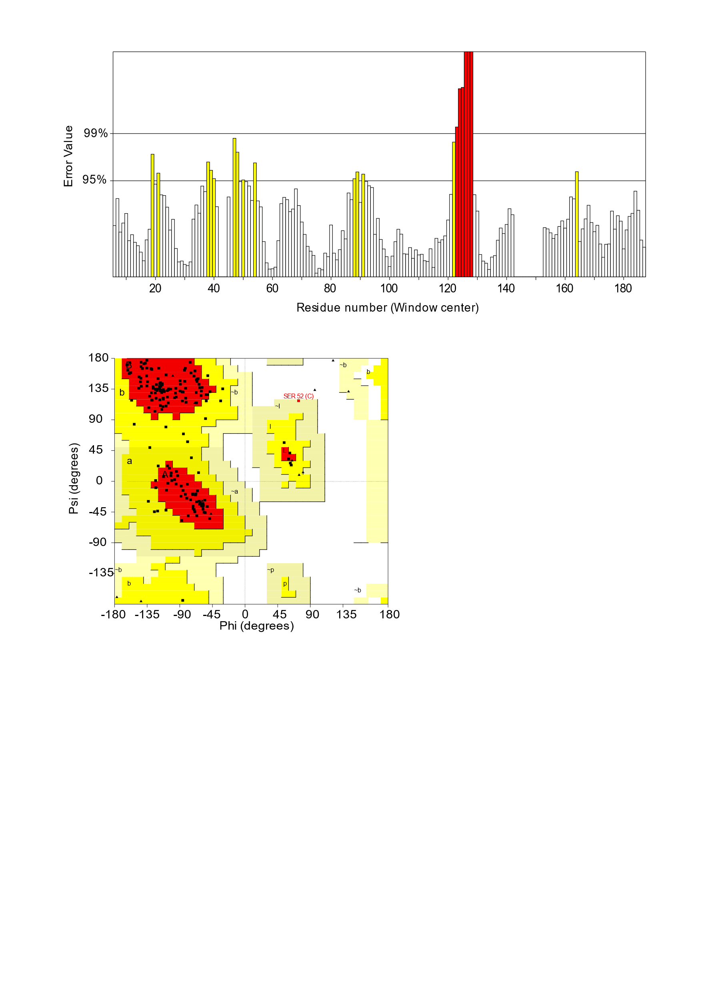 99%
95%
Error Value
20 40 60 80 100 120 140 160 180
Residue number (Window center)
180
135
90
45
0
-45
-90
-135
Psi (degrees)
B
~b
b
b
~b
SER 52 (C)
~l
l
L
a
A
~a
~b
~p
b
p
~b
-180 -135 -90 -45 0 45 90 135 180
Phi (degrees)